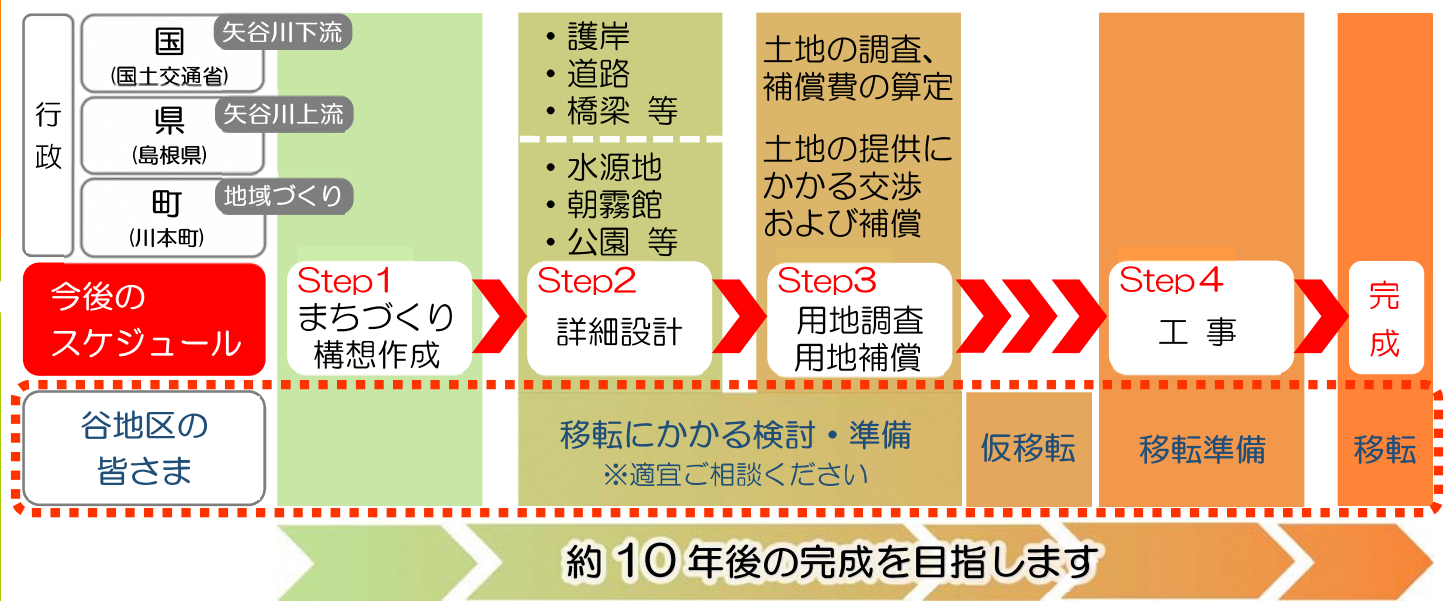 行政
国
(国土交通省)
矢谷川下流
県
(島根県)
矢谷川上流
町
(川本町)
地域づくり
・護岸
・道路
・橋梁 等
・水源地
・朝霧館
・公園 等
土地の調査、
補償費の算定
土地の提供に
かかる交渉
および補償
今後の
スケジュール
Step1
まちづくり
構想作成
Step2
詳細設計
Step3
用地調査
用地補償
Step4
工 事
完成
谷地区の
皆さま
移転にかかる検討・準備
※適宜ご相談ください
仮移転
移転準備
移転
約10年後の完成を目指します